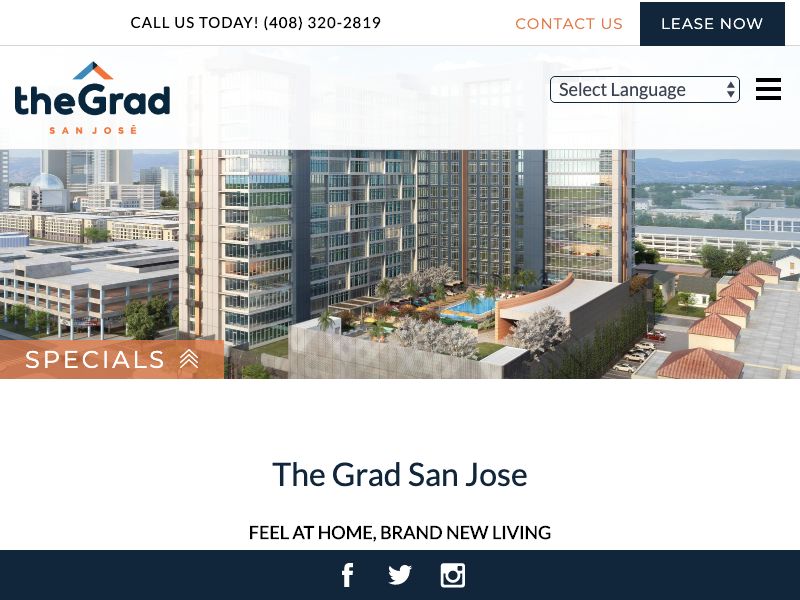 CALL US TODAY! (408) 320-2819
CONTACT US
LEASE NOW
theGrad
SAN JOSÉ
Select Language
SPECIALS
The Grad San Jose
FEEL AT HOME, BRAND NEW LIVING